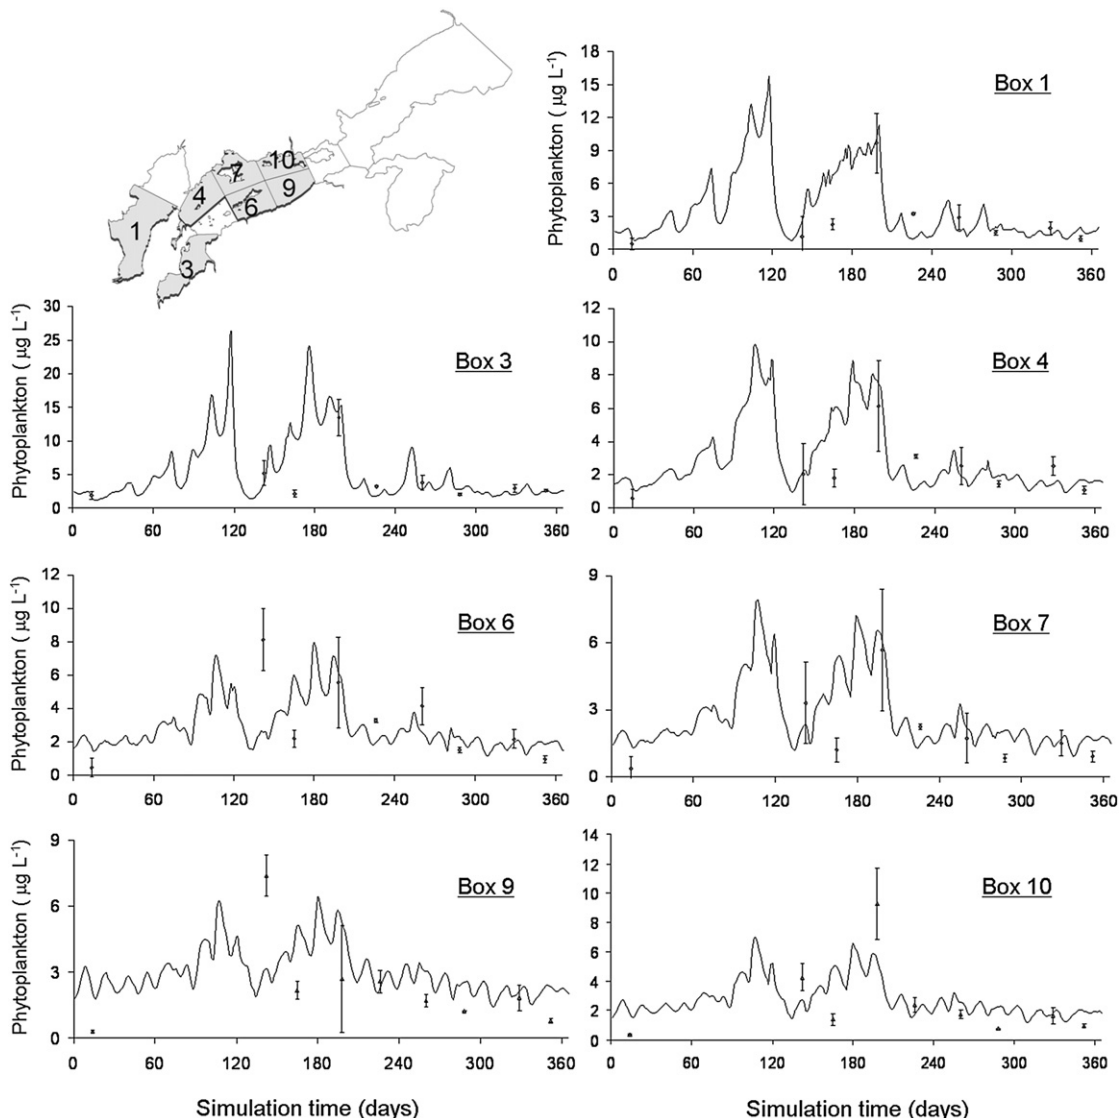 10
7
4
9
6
1
3
Phytoplankton ( μg L-1)
Box 1
18
15
12
9
6
3
0
0 60 120 180 240 300 360
Phytoplankton ( μg L-1)
Box 3
30
25
20
15
10
5
0
0 60 120 180 240 300 360
Box 4
12
10
8
6
4
2
0
0 60 120 180 240 300 360
Phytoplankton ( μg L-1)
Box 6
12
10
8
6
4
2
0
0 60 120 180 240 300 360
Box 7
9
6
3
0
0 60 120 180 240 300 360
Phytoplankton ( μg L-1)
Box 9
9
6
3
0
0 60 120 180 240 300 360
Box 10
14
12
10
8
6
4
2
0
0 60 120 180 240 300 360
Simulation time (days)
Simulation time (days)